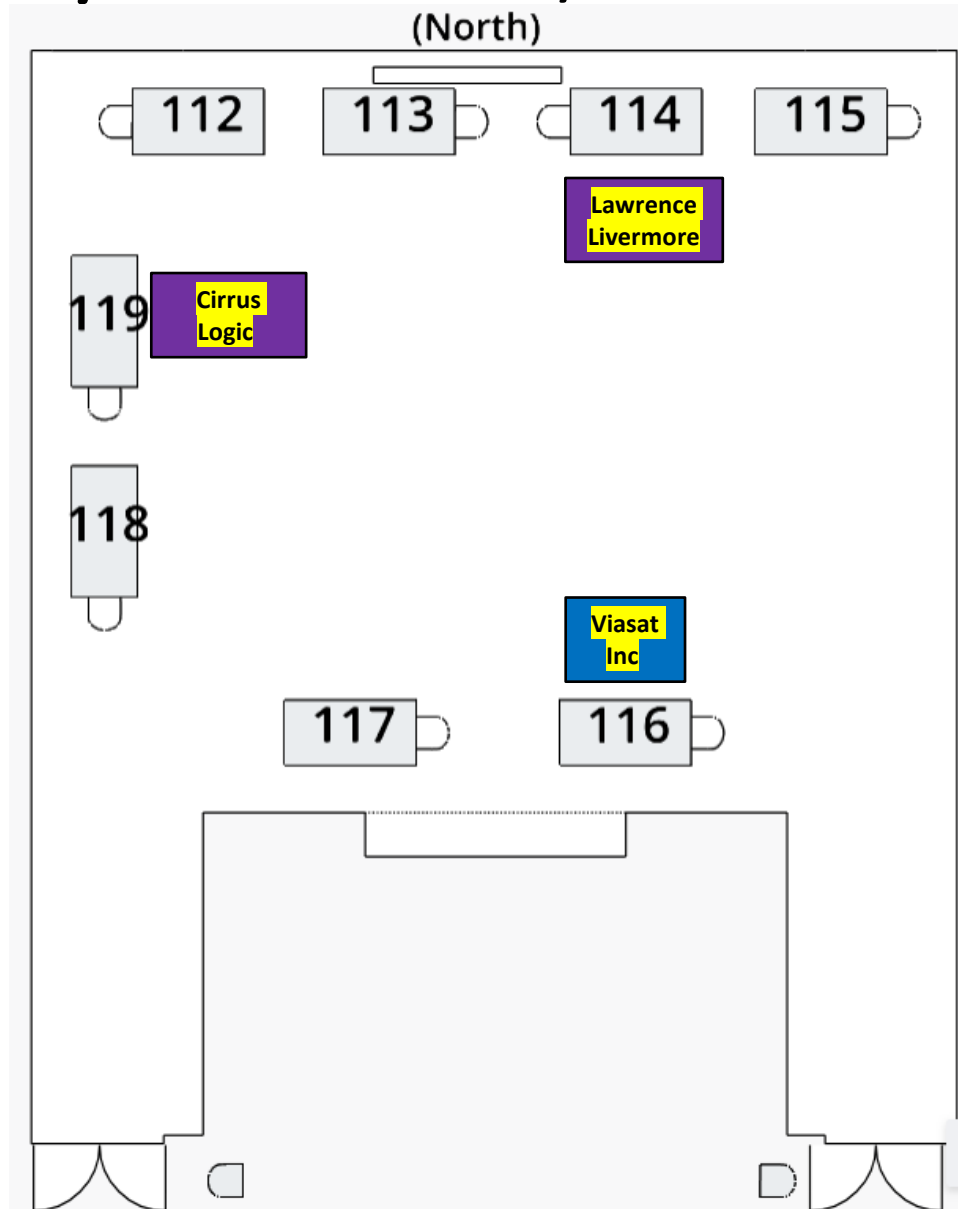 (North)
112 113 114 115
Lawrence
Livermore
119
Cirrus
Logic
118
Viasat
Inc
117 116